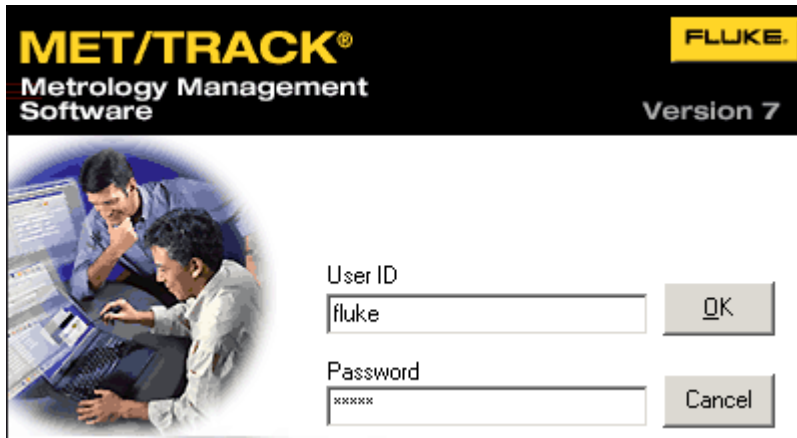 MET/TRACK®
FLUKE.
Metrology Management
Software
Version 7
User ID
fluke
OK
Password
*****
Cancel